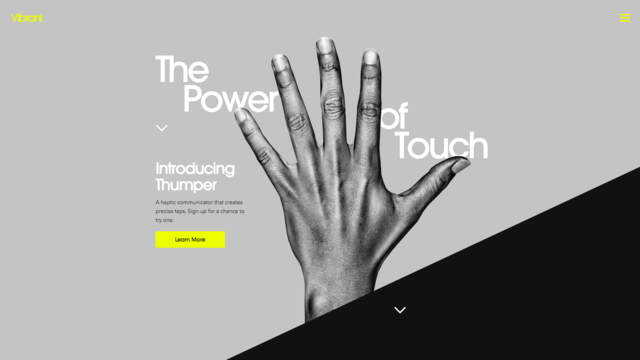 Vibrant
The
Power
of
Touch
Introducing
Thumper
A haptic communicator that creates
precise taps. Sign up for a chance to
try one.
Learn More